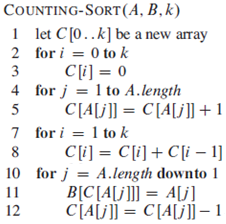 COUNTING-SORT(A, B, k)
1 let C[0..k] be a new array
2 for i = 0 to k
3 C[i] = 0
4 for j = 1 to A.length
5 C[A[j]] = C[A[j]] + 1
7 for i = 1 to k
8 C[i] = C[i] + C[i − 1]
10 for j = A.length downto 1
11 B[C[A[j]]] = A[j]
12 C[A[j]] = C[A[j]] − 1